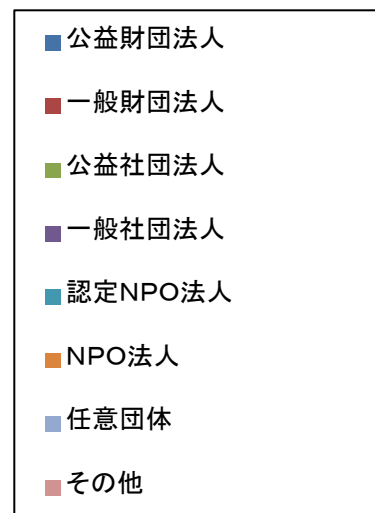 公益財団法人
一般財団法人
公益社団法人
一般社団法人
認定NPO法人
NPO法人
任意団体
その他